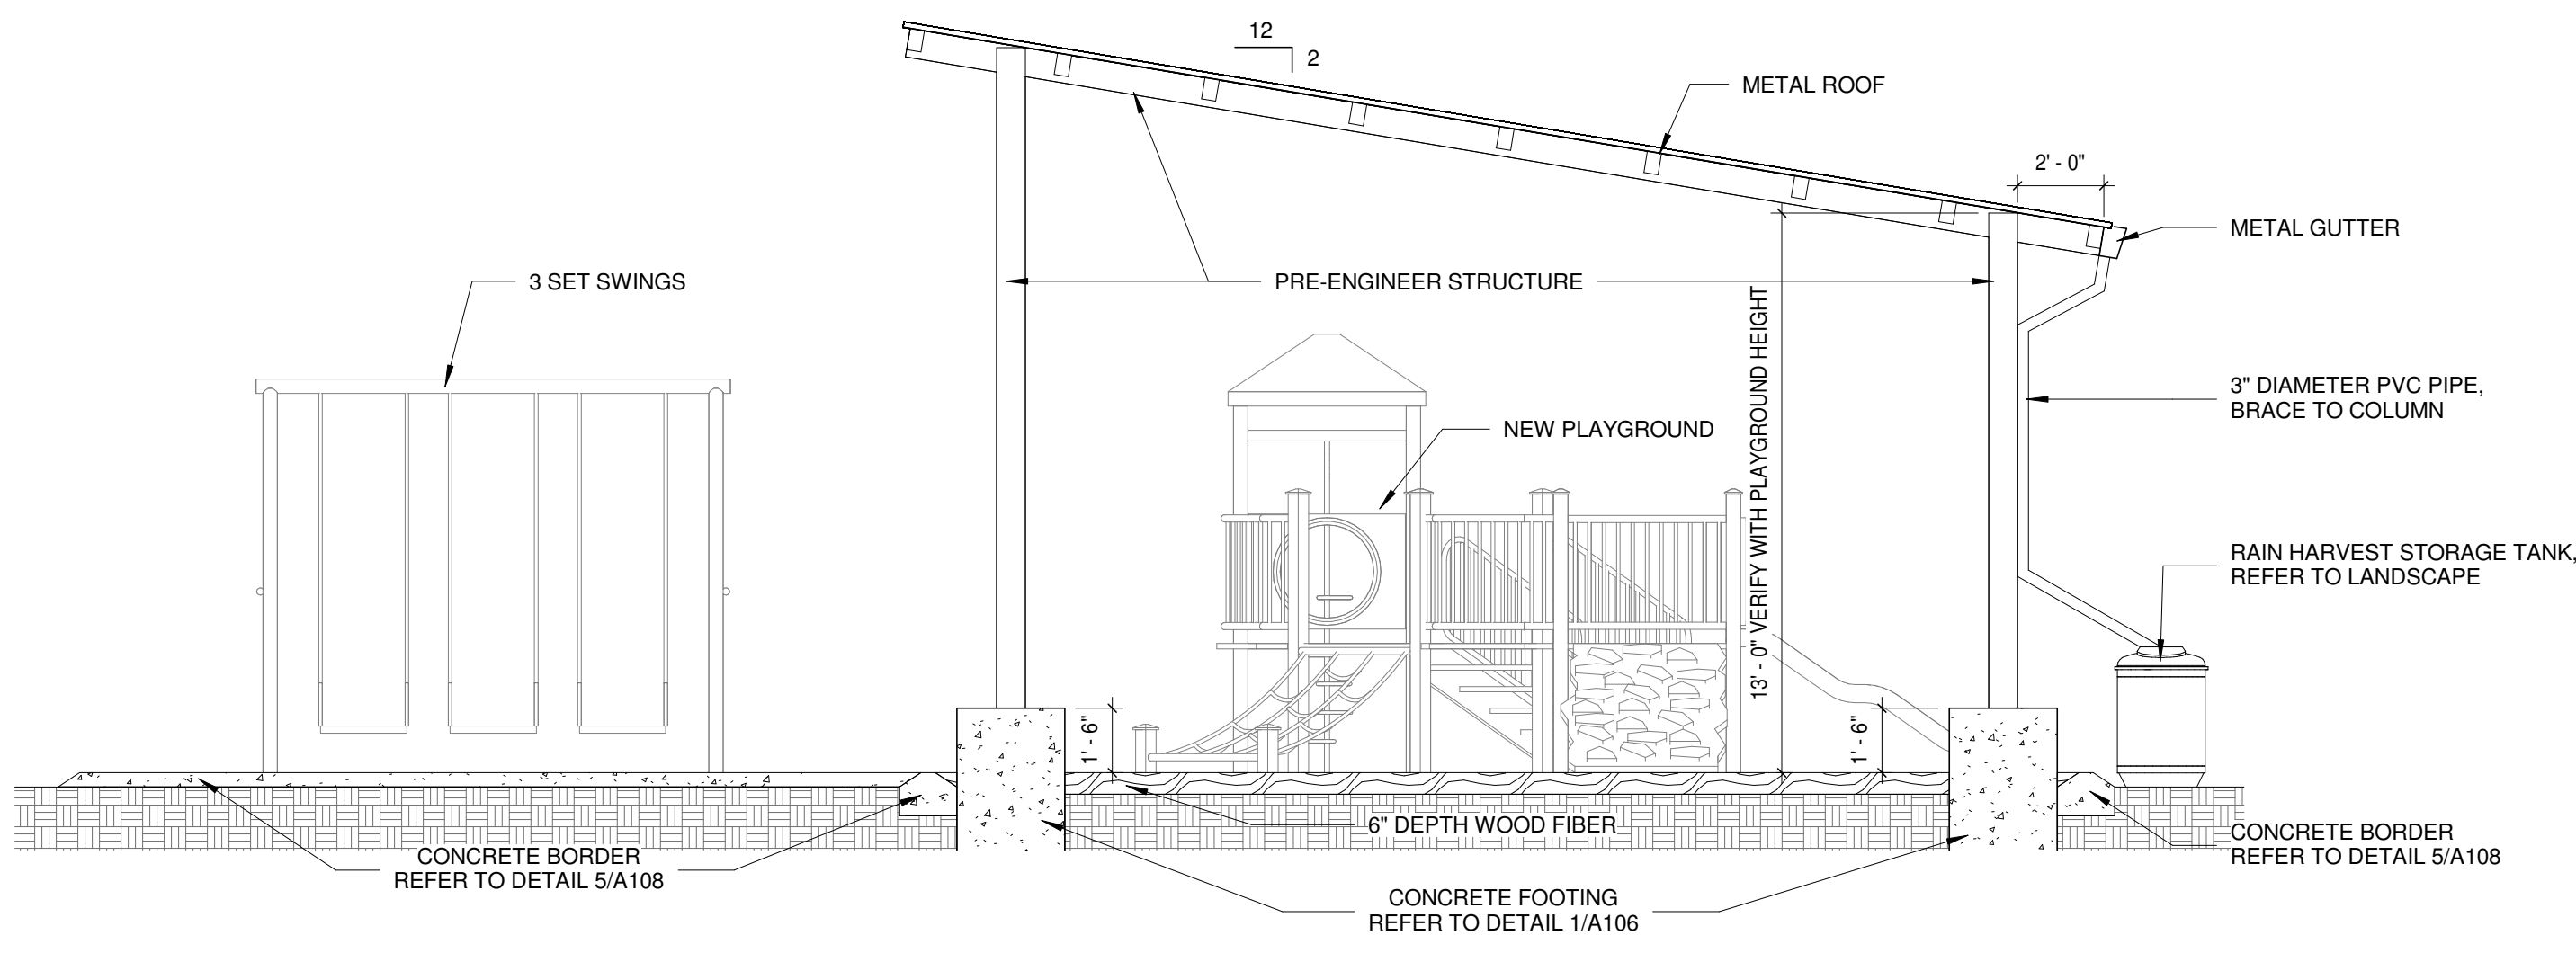 12
2
METAL ROOF
2' - 0"
METAL GUTTER
3 SET SWINGS
PRE-ENGINEER STRUCTURE
13' - 0" VERIFY WITH PLAYGROUND HEIGHT
3" DIAMETER PVC PIPE,
BRACE TO COLUMN
NEW PLAYGROUND
RAIN HARVEST STORAGE TANK,
REFER TO LANDSCAPE
1' - 6"
1' - 6"
6" DEPTH WOOD FIBER
CONCRETE BORDER
REFER TO DETAIL 5/A108
CONCRETE BORDER
REFER TO DETAIL 5/A108
CONCRETE FOOTING
REFER TO DETAIL 1/A106